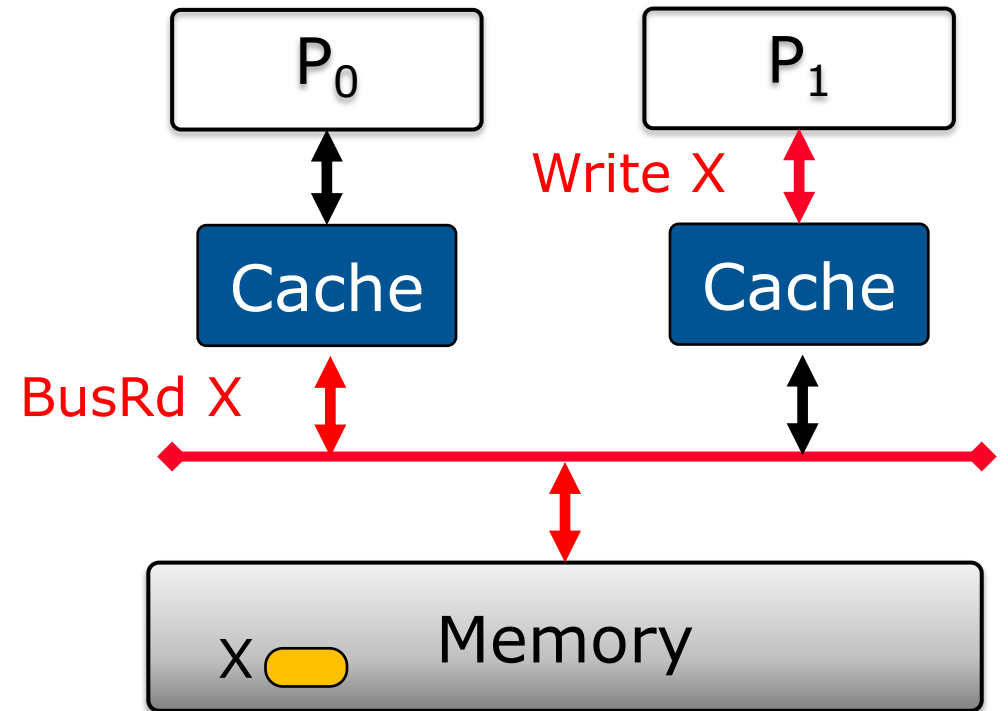 P₀
P₁
Write X
Cache
Cache
BusRd X
Memory
X